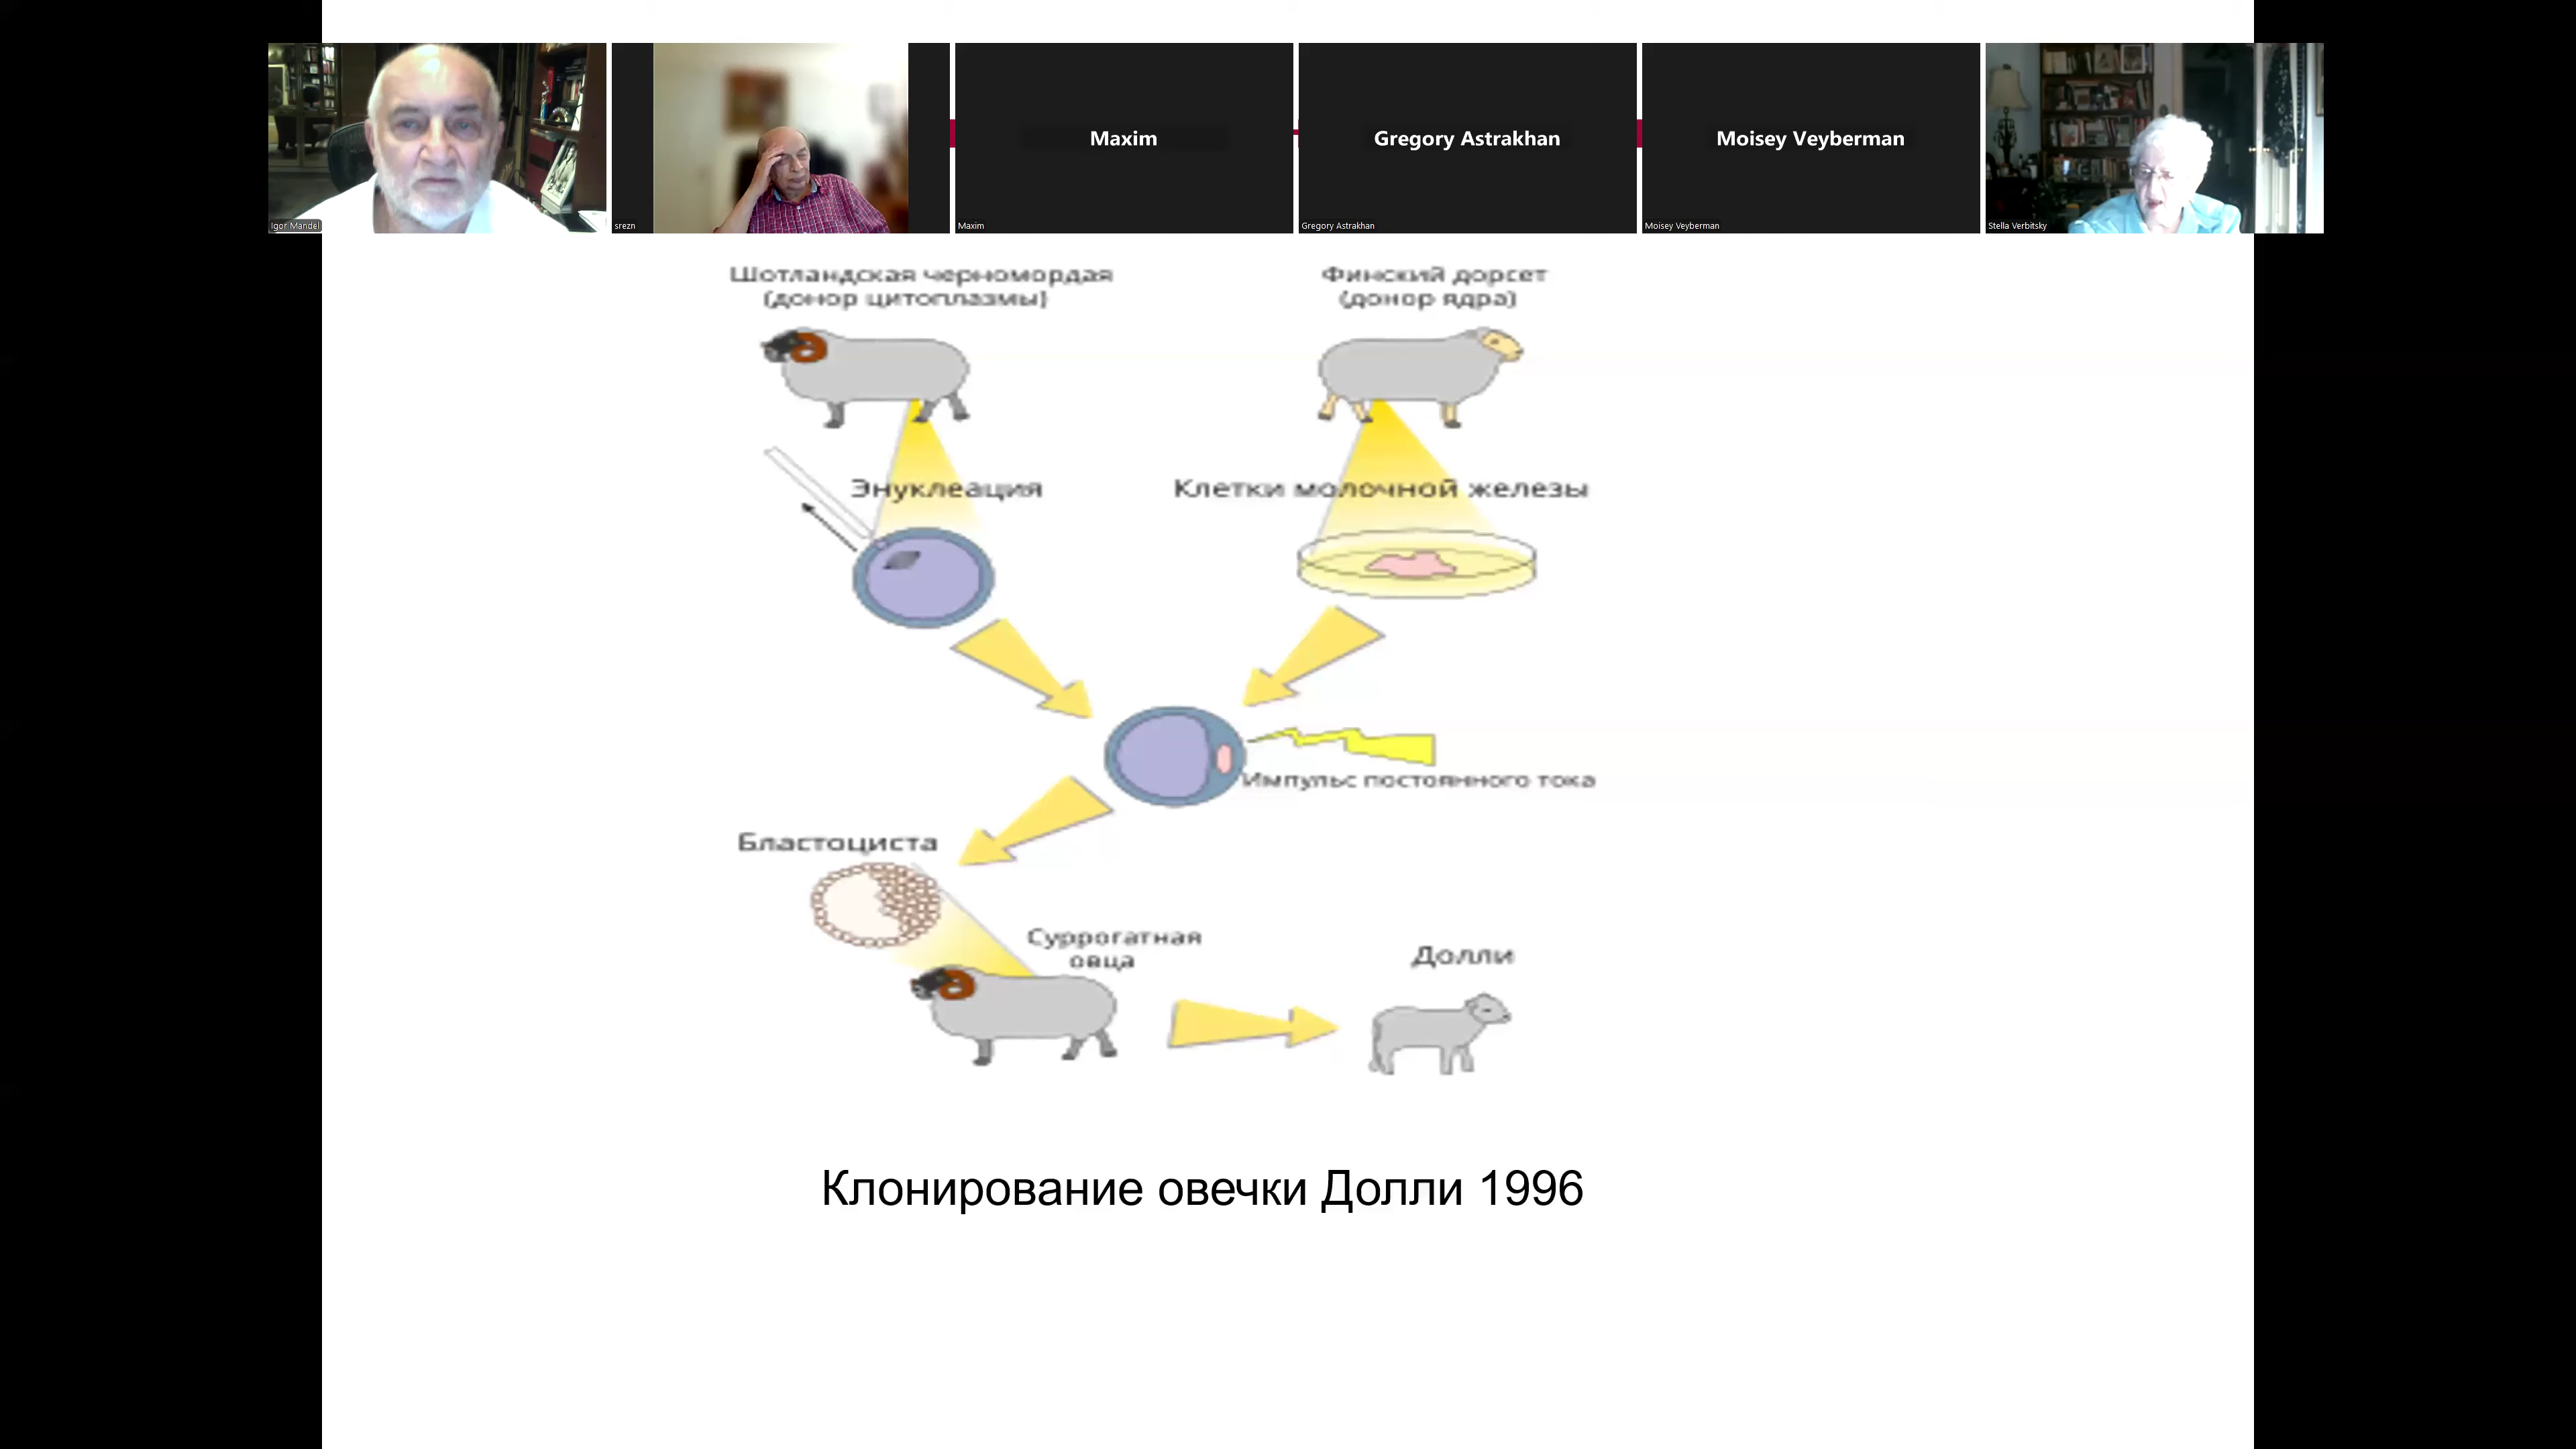 Maxim
Gregory Astrakhan
Moisey Veyberman
Igor Mandel
srezn
Maxim
Gregory Astrakhan
Moisey Veyberman
Stella Verbitsky
Шотландская черномордая
(донор цитоплазмы)
Финский дорсет
(донор ядра)
Энуклеация
Клетки молочной железы
Импульс постоянного тока
Бластоциста
Суррогатная
овца
Долли
Клонирование овечки Долли 1996